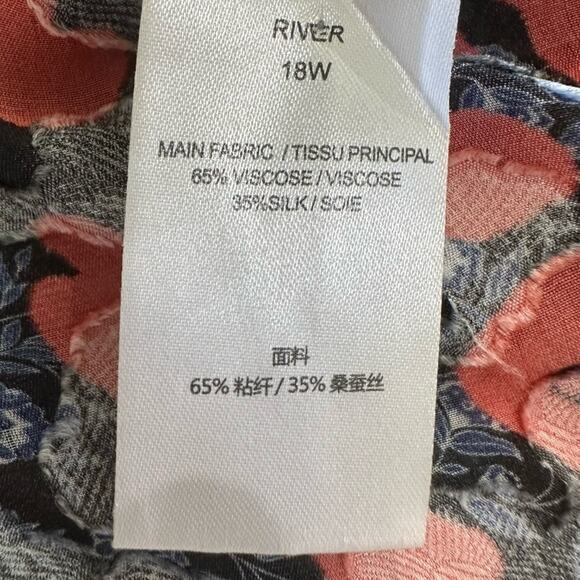 RIVER
18W
MAIN FABRIC / TISSU PRINCIPAL
65% VISCOSE / VISCOSE
35%SILK / SOIE
面料
65% 粘纤 / 35% 桑蚕丝